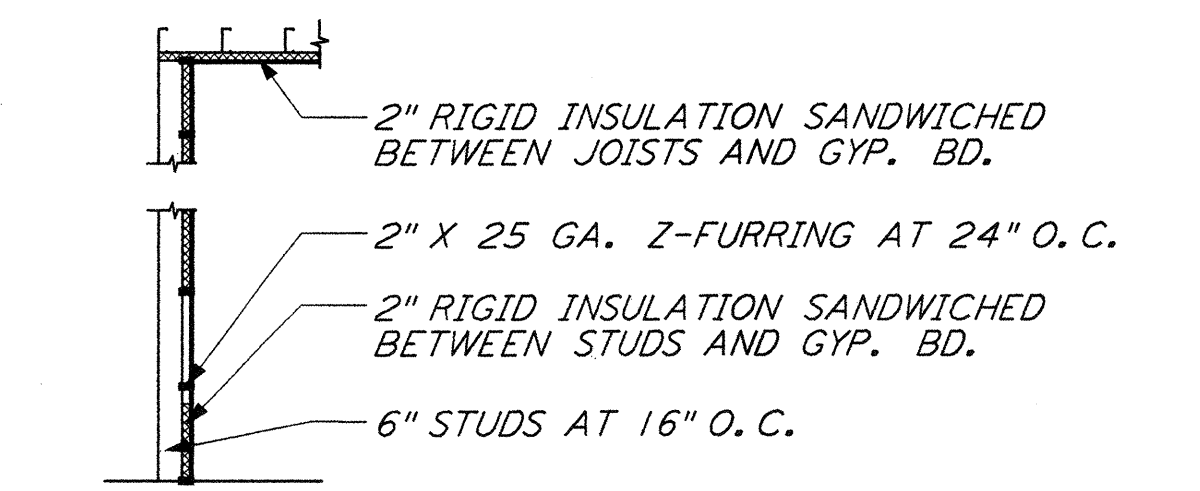 2" RIGID INSULATION SANDWICHED
BETWEEN JOISTS AND GYP. BD.
2" X 25 GA. Z-FURRING AT 24" O.C.
2" RIGID INSULATION SANDWICHED
BETWEEN STUDS AND GYP. BD.
6" STUDS AT 16" O.C.